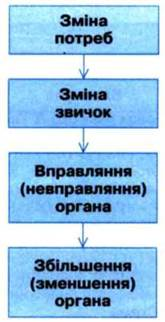 Зміна
потреб
Зміна
звичок
Вправляння
(невправляння)
органа
Збільшення
(зменшення)
органа